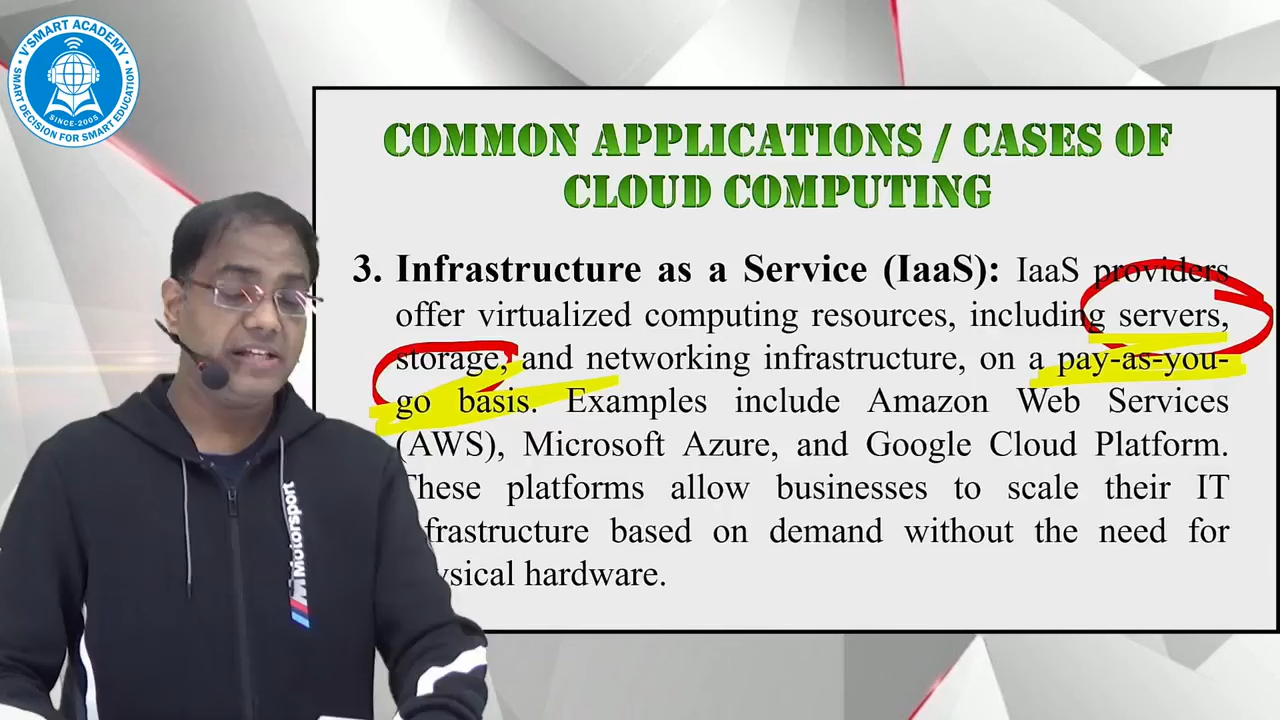 V'SMART ACADEMY
SMART DECISION FOR SMART EDUCATION
SINCE-2005
COMMON APPLICATIONS / CASES OF
CLOUD COMPUTING
3. Infrastructure as a Service (IaaS): IaaS providers
offer virtualized computing resources, including servers,
storage, and networking infrastructure, on a pay-as-you-
go basis. Examples include Amazon Web Services
(AWS), Microsoft Azure, and Google Cloud Platform.
These platforms allow businesses to scale their IT
frastructure based on demand without the need for
ysical hardware.
M Motorsport